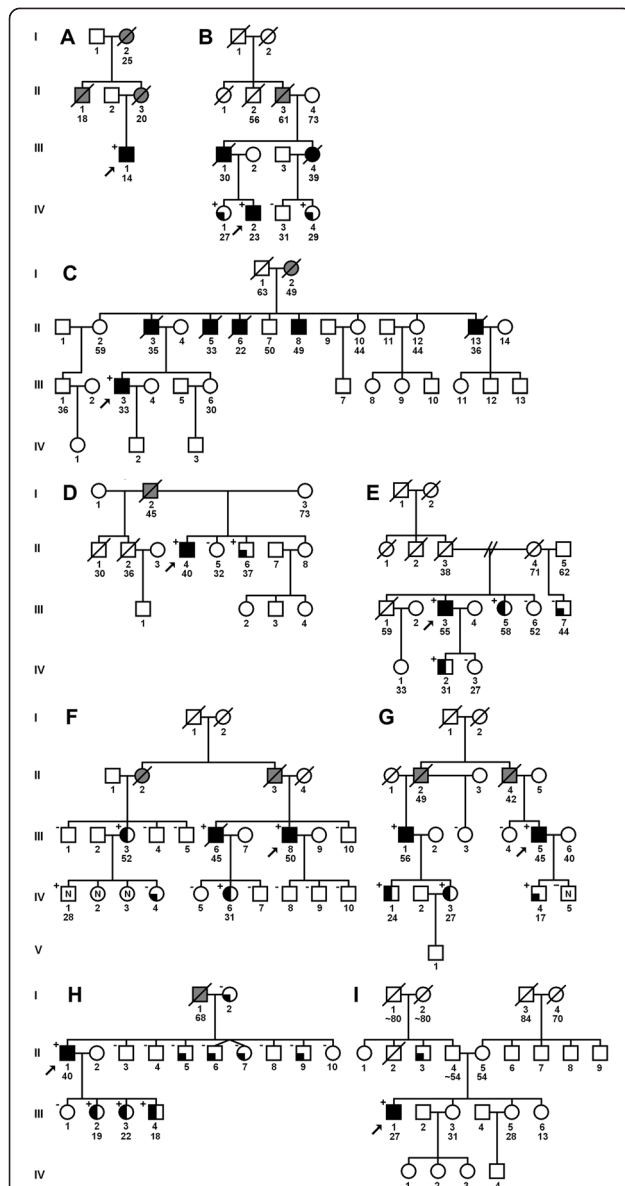 I A B
1 2 1 2
25
II
1 2 3 1 2 3 4
18 20 56 61 73
III +
1 1 2 3 4
14 30 39
IV + + - +
1 2 3 4
27 23 31 29
C
I
1 2
63 49
II
1 2 3 4 5 6 7 8 9 10 11 12 13 14
59 35 33 22 50 49 44 44 36
III +
1 2 3 4 5 6 7 8 9 10 11 12 13
36 33 30
IV
1 2 3
D E
I
1 2 3 1 2
45 73
II + - +
1 2 3 4 5 6 7 8 1 2 3 4 5
30 36 40 32 37 38 71 62
III + + - -
1 2 3 4 1 2 3 4 5 6 7
59 55 58 52 44
IV + -
1 2 3
33 31 27
F G
I
1 2 1 2
II
1 2 3 4 1 2 3 4 5
49 42
III - + - - + + - + - - +
1 2 3 4 5 6 7 8 9 10 1 2 3 4 5 6
52 45 50 56 45 40
IV + N N N - - + - - - - + + + - N
1 2 3 4 5 6 7 8 9 10 1 2 3 4 5
28 31 24 27 17
V
1
H I
I -
1 2 1 2 3 4
68 ~80 ~80 84 70
II + - - - - - - -
1 2 3 4 5 6 7 8 9 10 1 2 3 4 5 6 7 8 9
40 ~54 54
III - + + + +
1 2 3 4 1 2 3 4 5 6
19 22 18 27 31 28 13
IV
1 2 3 4